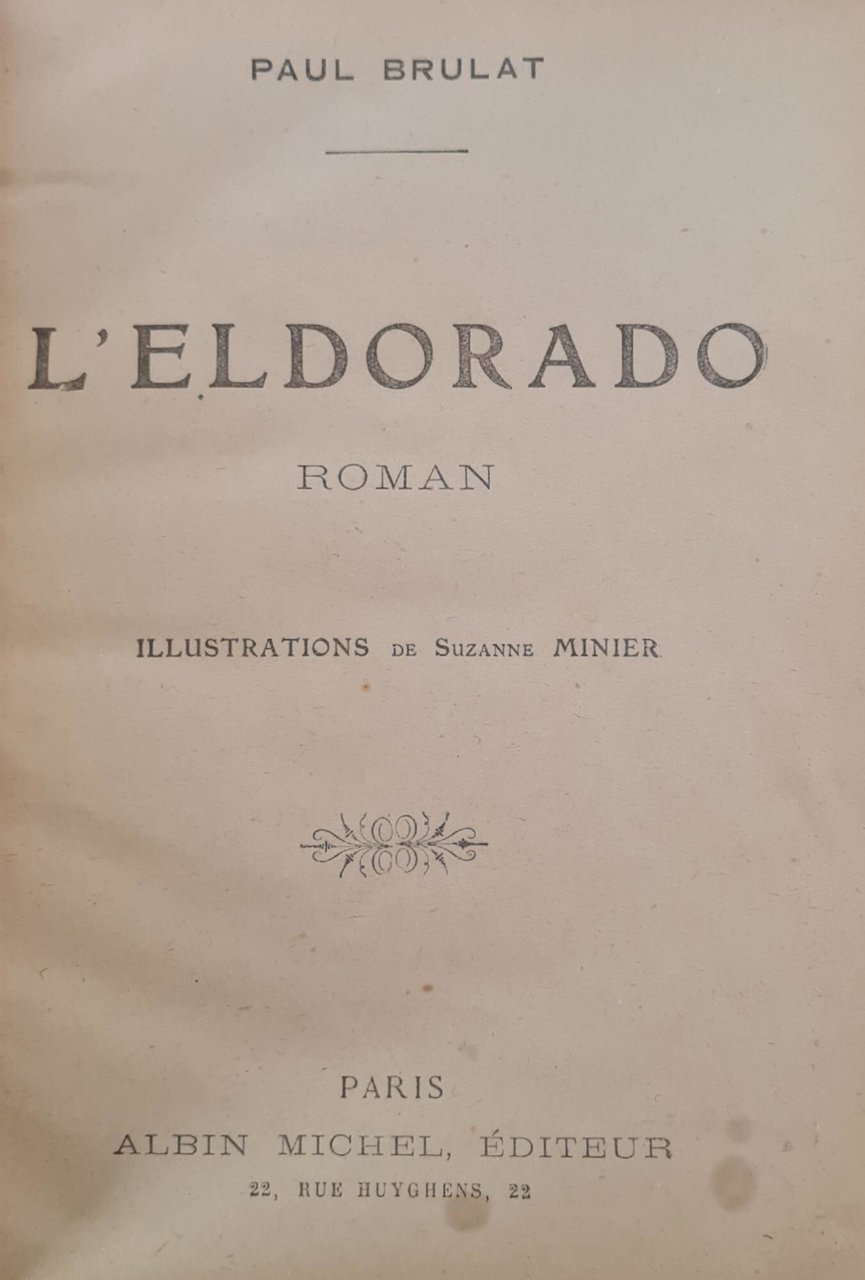 PAUL BRULAT
L'ELDORADO
ROMAN
ILLUSTRATIONS DE SUZANNE MINIER
PARIS
ALBIN MICHEL, ÉDITEUR
22, RUE HUYGHENS, 22